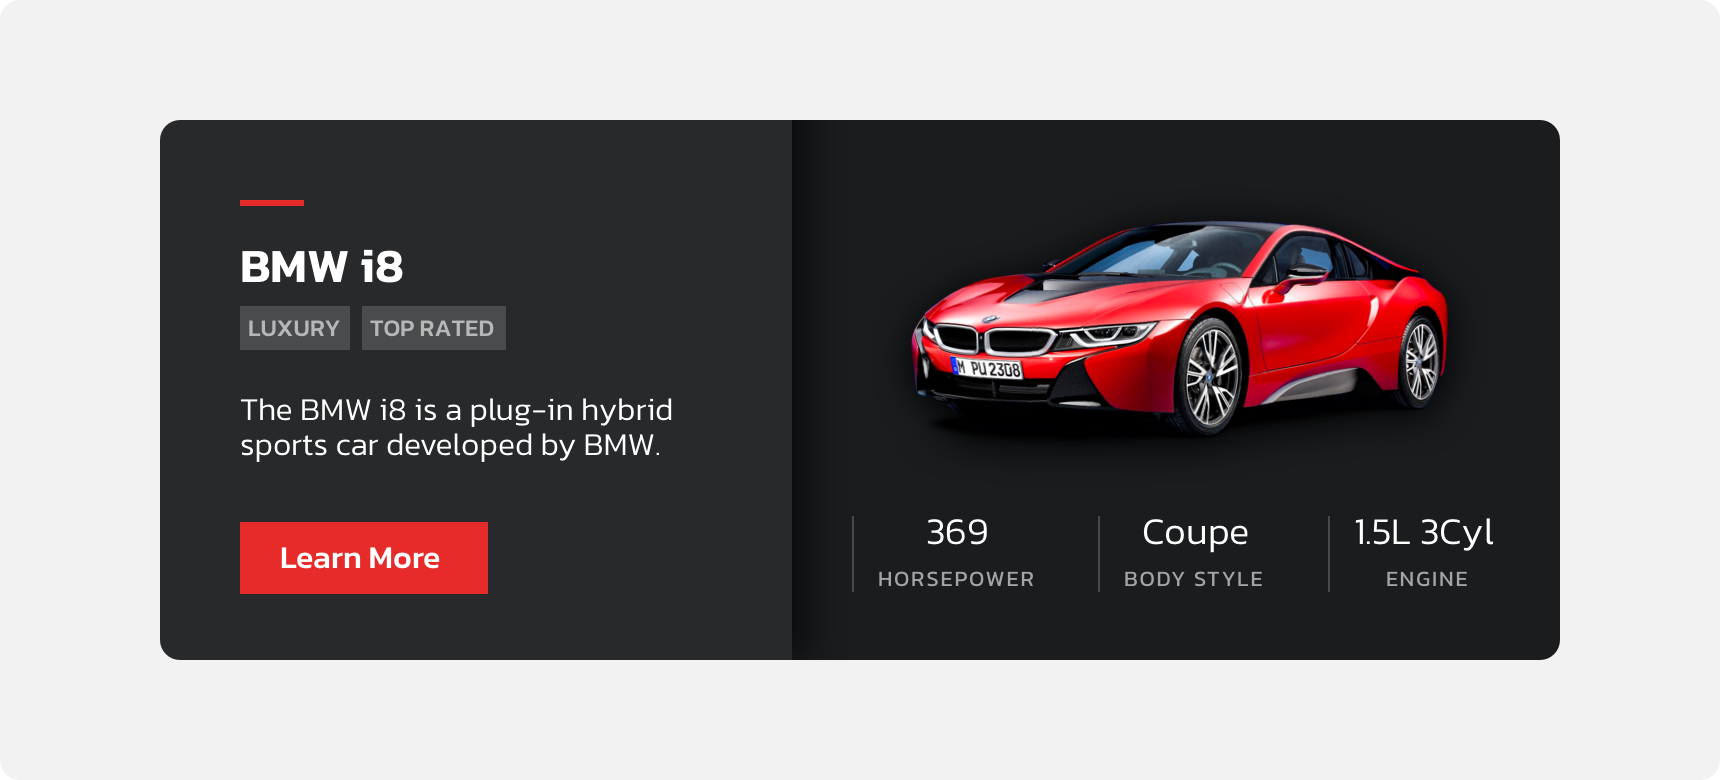 BMW i8
LUXURY TOP RATED
The BMW i8 is a plug-in hybrid
sports car developed by BMW.
Learn More
M PU 2308
369
HORSEPOWER
Coupe
BODY STYLE
1.5L 3Cyl
ENGINE